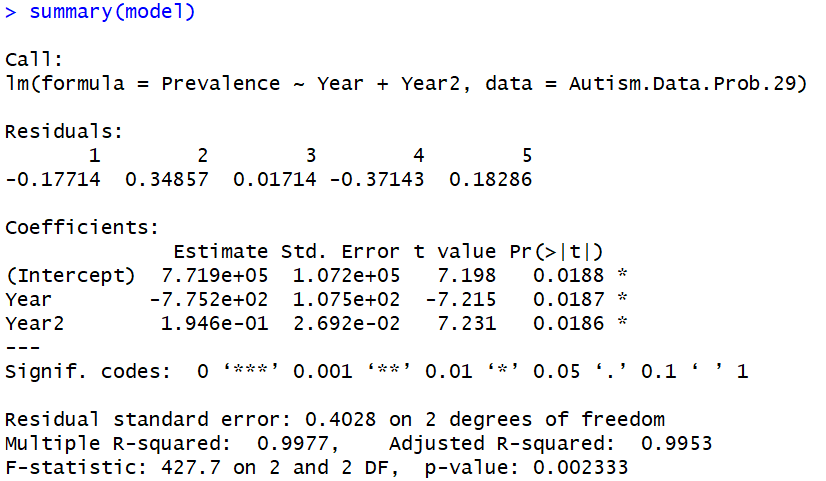 > summary(model)
Call:
lm(formula = Prevalence ~ Year + Year2, data = Autism.Data.Prob.29)
Residuals:
1 2 3 4 5
-0.17714 0.34857 0.01714 -0.37143 0.18286
Coefficients:
Estimate Std. Error t value Pr(>|t|)
(Intercept) 7.719e+05 1.072e+05 7.198 0.0188 *
Year -7.752e+02 1.075e+02 -7.215 0.0187 *
Year2 1.946e-01 2.692e-02 7.231 0.0186 *
---
Signif. codes: 0 ‘***’ 0.001 ‘**’ 0.01 ‘*’ 0.05 ‘.’ 0.1 ‘ ’ 1
Residual standard error: 0.4028 on 2 degrees of freedom
Multiple R-squared: 0.9977, Adjusted R-squared: 0.9953
F-statistic: 427.7 on 2 and 2 DF, p-value: 0.002333